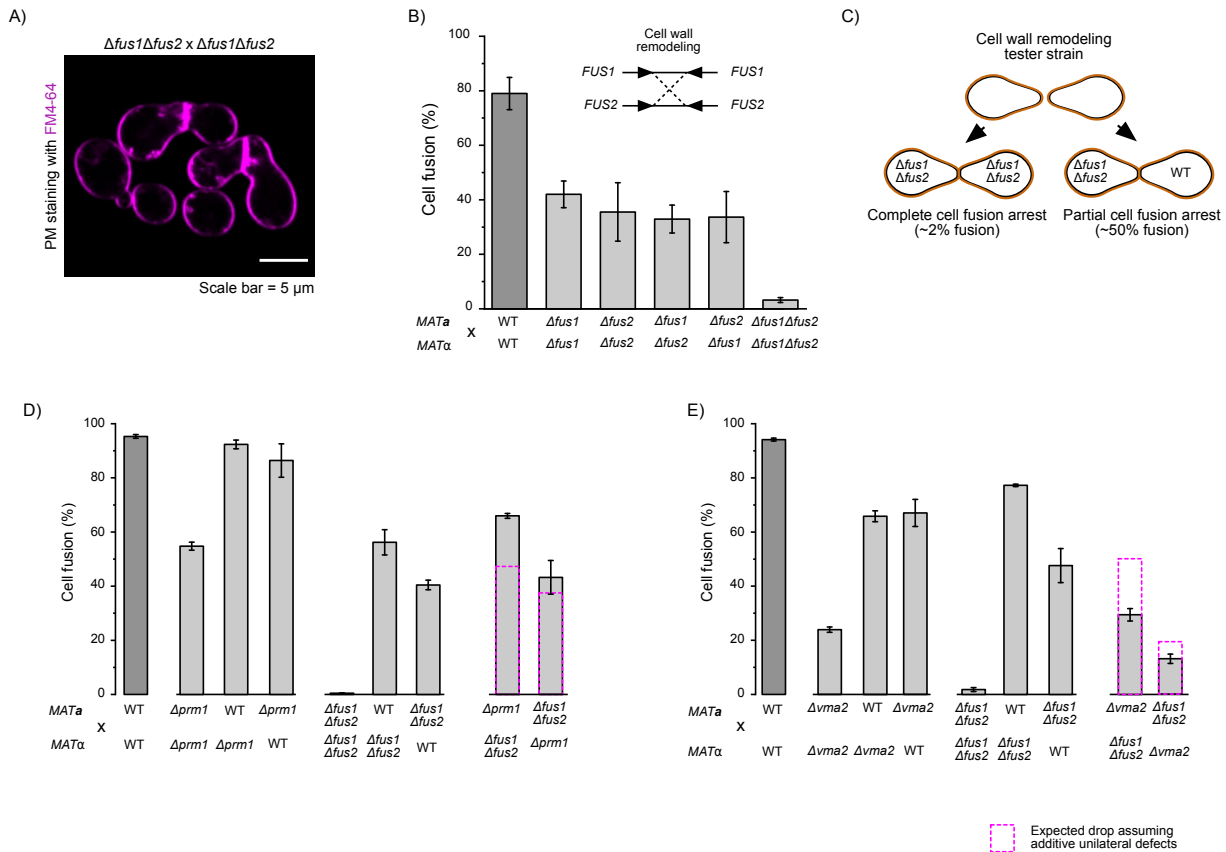 A)
Δfus1Δfus2 x Δfus1Δfus2
PM staining with FM4-64
Scale bar = 5 μm
B)
Cell wall
remodeling
FUS1 FUS1
FUS2 FUS2
Cell fusion (%)
100
80
60
40
20
0
MATa WT Δfus1 Δfus2 Δfus1 Δfus2 Δfus1Δfus2
x
MATα WT Δfus1 Δfus2 Δfus2 Δfus1 Δfus1Δfus2
C)
Cell wall remodeling
tester strain
Δfus1 Δfus1 Δfus1 WT
Δfus2 Δfus2 Δfus2
Complete cell fusion arrest Partial cell fusion arrest
(~2% fusion) (~50% fusion)
D)
Cell fusion (%)
100
80
60
40
20
0
MATa WT Δprm1 WT Δprm1 Δfus1 WT Δfus1 Δprm1 Δfus1
Δfus2 Δfus2 Δfus2
x
MATα WT Δprm1 Δprm1 WT Δfus1 Δfus1 WT Δfus1 Δprm1
Δfus2 Δfus2 Δfus2
E)
Cell fusion (%)
100
80
60
40
20
0
MATa WT Δvma2 WT Δvma2 Δfus1 WT Δfus1 Δvma2 Δfus1
Δfus2 Δfus2 Δfus2
x
MATα WT Δvma2 Δvma2 WT Δfus1 Δfus1 WT Δfus1 Δvma2
Δfus2 Δfus2 Δfus2
Expected drop assuming
additive unilateral defects